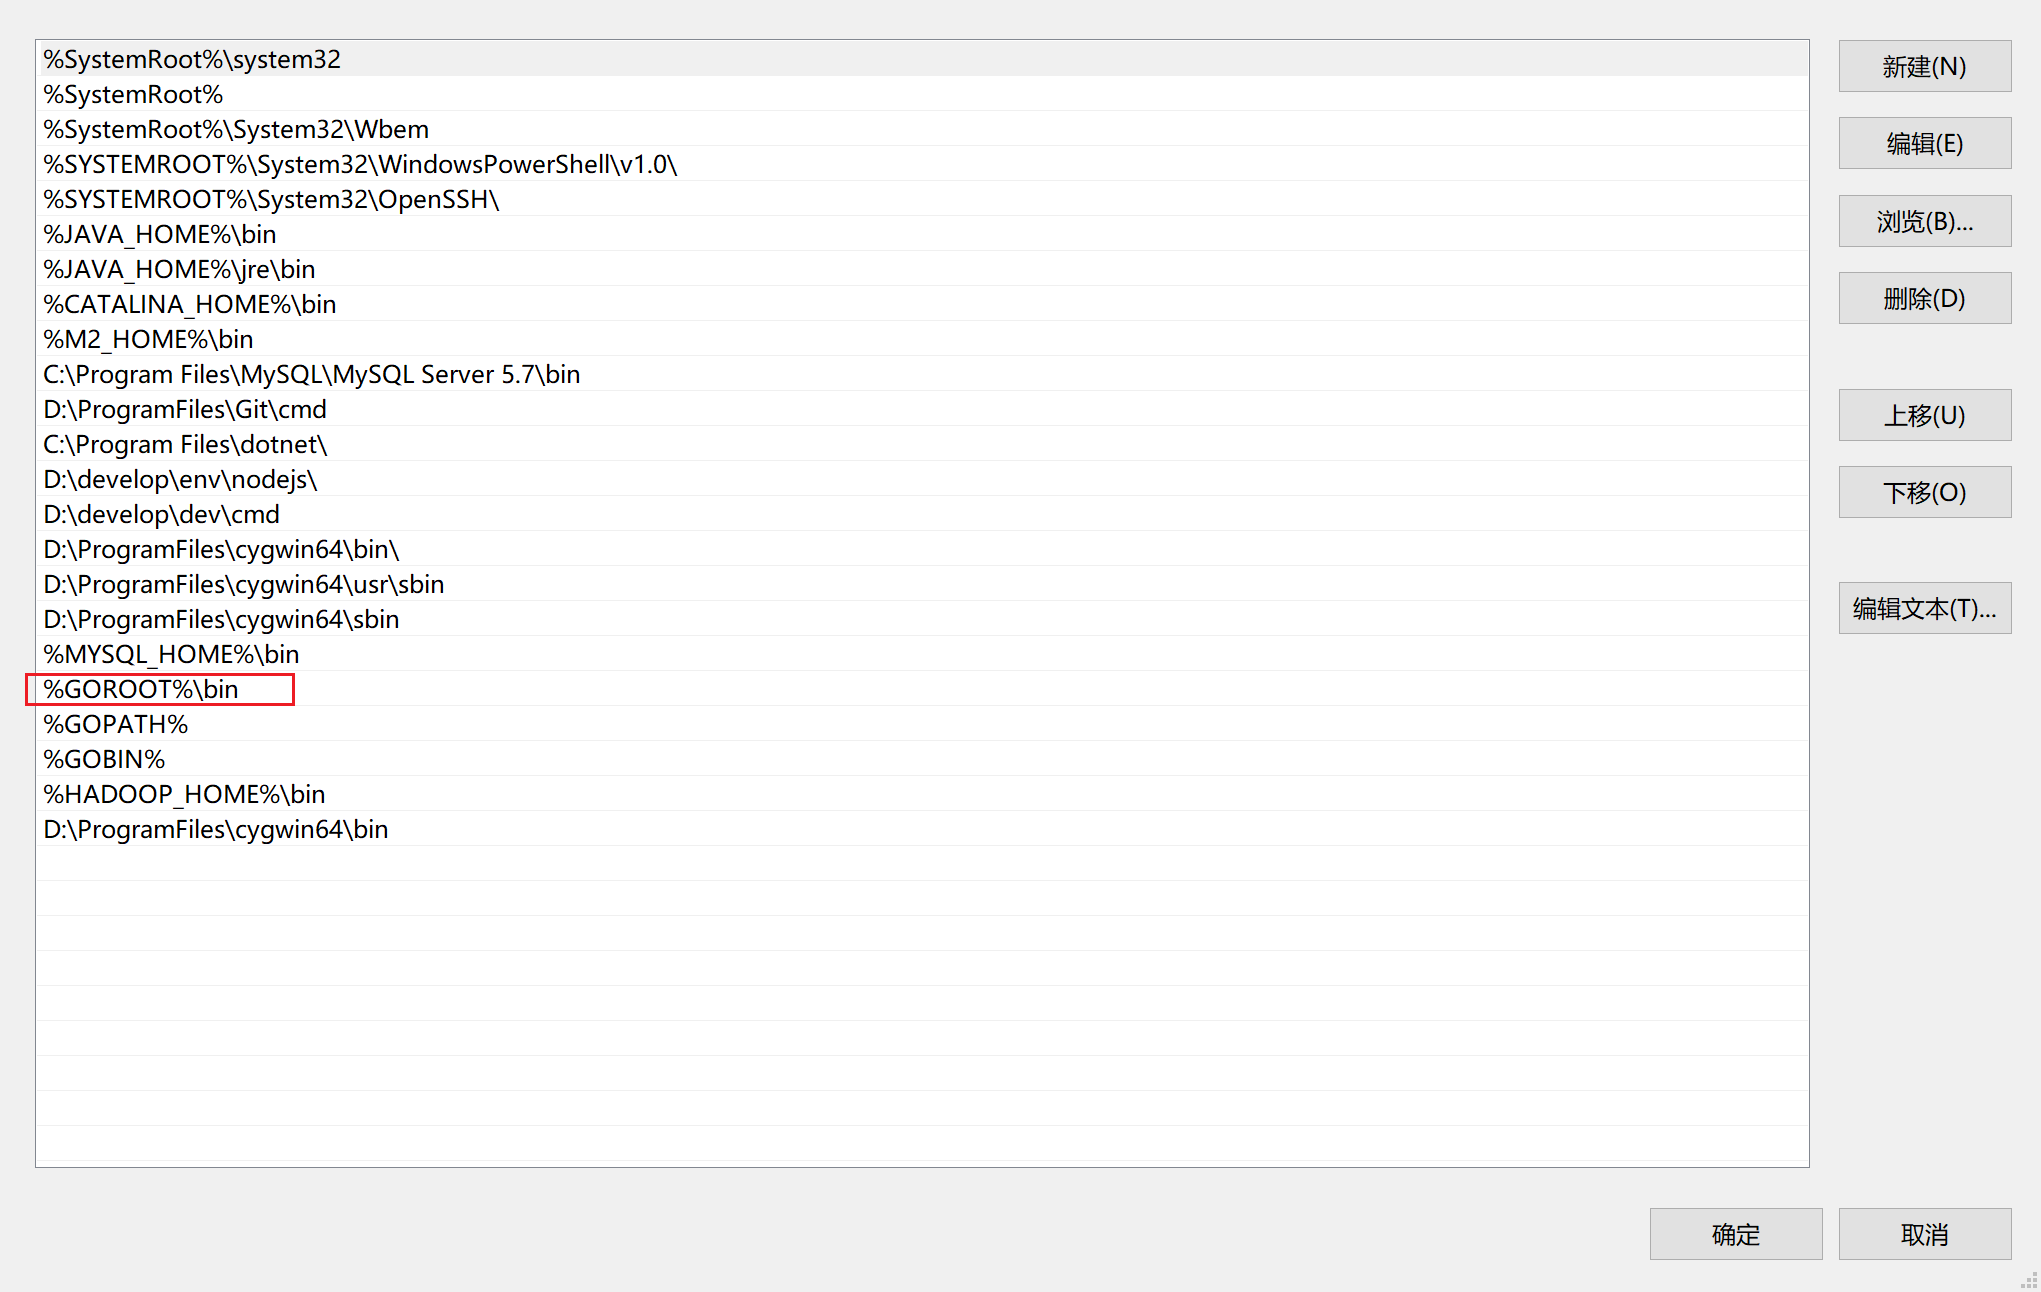 %SystemRoot%\system32
%SystemRoot%
%SystemRoot%\System32\Wbem
%SYSTEMROOT%\System32\WindowsPowerShell\v1.0\
%SYSTEMROOT%\System32\OpenSSH\
%JAVA_HOME%\bin
%JAVA_HOME%\jre\bin
%CATALINA_HOME%\bin
%M2_HOME%\bin
C:\Program Files\MySQL\MySQL Server 5.7\bin
D:\ProgramFiles\Git\cmd
C:\Program Files\dotnet\
D:\develop\env\nodejs\
D:\develop\dev\cmd
D:\ProgramFiles\cygwin64\bin\
D:\ProgramFiles\cygwin64\usr\sbin
D:\ProgramFiles\cygwin64\sbin
%MYSQL_HOME%\bin
%GOROOT%\bin
%GOPATH%
%GOBIN%
%HADOOP_HOME%\bin
D:\ProgramFiles\cygwin64\bin
新建(N)
编辑(E)
浏览(B)...
删除(D)
上移(U)
下移(O)
编辑文本(T)...
确定
取消